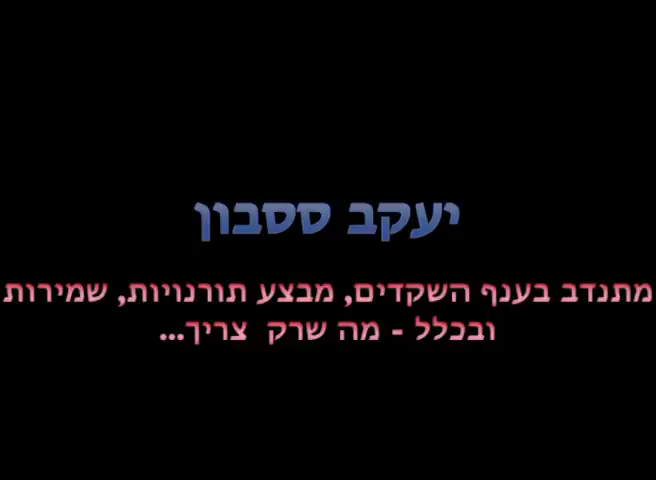 יעקב ססבון
מתנדב בענף השקדים, מבצע תורנויות, שמירות
ובכלל - מה שרק צריך...